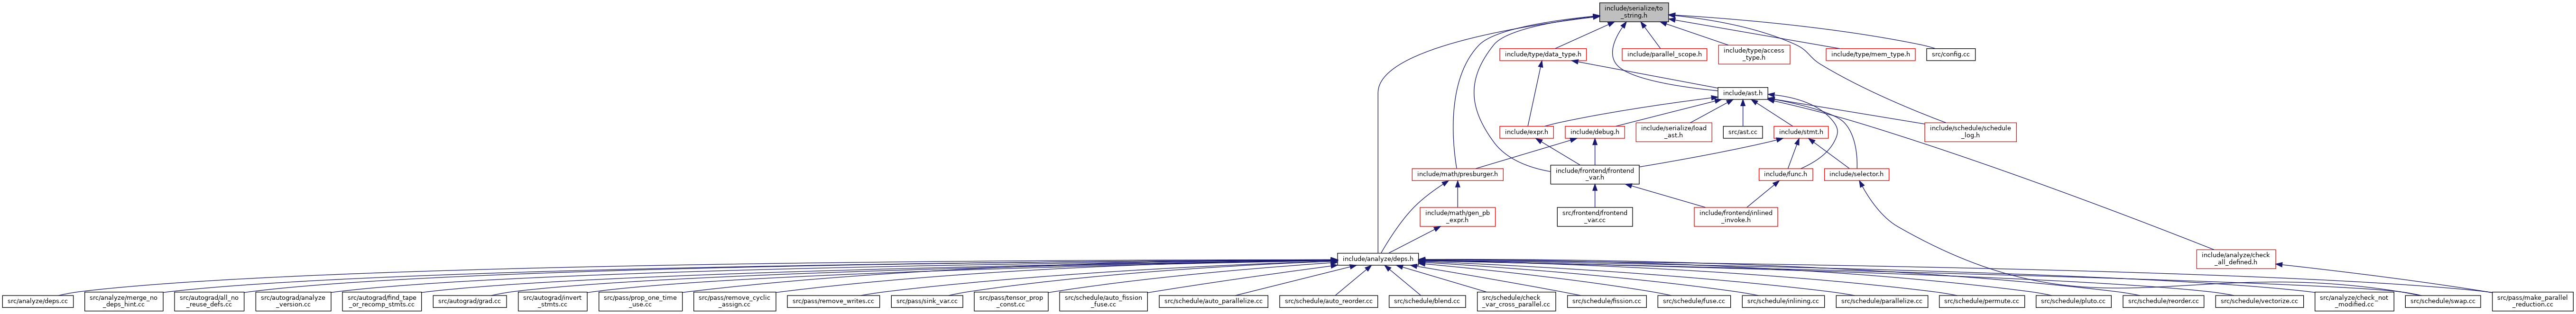 include/serialize/to
_string.h
include/type/data_type.h
include/parallel_scope.h
include/type/access
_type.h
include/type/mem_type.h
src/config.cc
include/ast.h
include/expr.h
include/debug.h
include/serialize/load
_ast.h
src/ast.cc
include/stmt.h
include/schedule/schedule
_log.h
include/math/presburger.h
include/frontend/frontend
_var.h
include/func.h
include/selector.h
include/math/gen_pb
_expr.h
src/frontend/frontend
_var.cc
include/frontend/inlined
_invoke.h
include/analyze/deps.h
include/analyze/check
_all_defined.h
src/analyze/deps.cc
src/analyze/merge_no
_deps_hint.cc
src/autograd/all_no
_reuse_defs.cc
src/autograd/analyze
_version.cc
src/autograd/find_tape
_or_recomp_stmts.cc
src/autograd/grad.cc
src/autograd/invert
_stmts.cc
src/pass/prop_one_time
_use.cc
src/pass/remove_cyclic
_assign.cc
src/pass/remove_writes.cc
src/pass/sink_var.cc
src/pass/tensor_prop
_const.cc
src/schedule/auto_fission
_fuse.cc
src/schedule/auto_parallelize.cc
src/schedule/auto_reorder.cc
src/schedule/blend.cc
src/schedule/check
_var_cross_parallel.cc
src/schedule/fission.cc
src/schedule/fuse.cc
src/schedule/inlining.cc
src/schedule/parallelize.cc
src/schedule/permute.cc
src/schedule/pluto.cc
src/schedule/reorder.cc
src/schedule/vectorize.cc
src/analyze/check_not
_modified.cc
src/schedule/swap.cc
src/pass/make_parallel
_reduction.cc